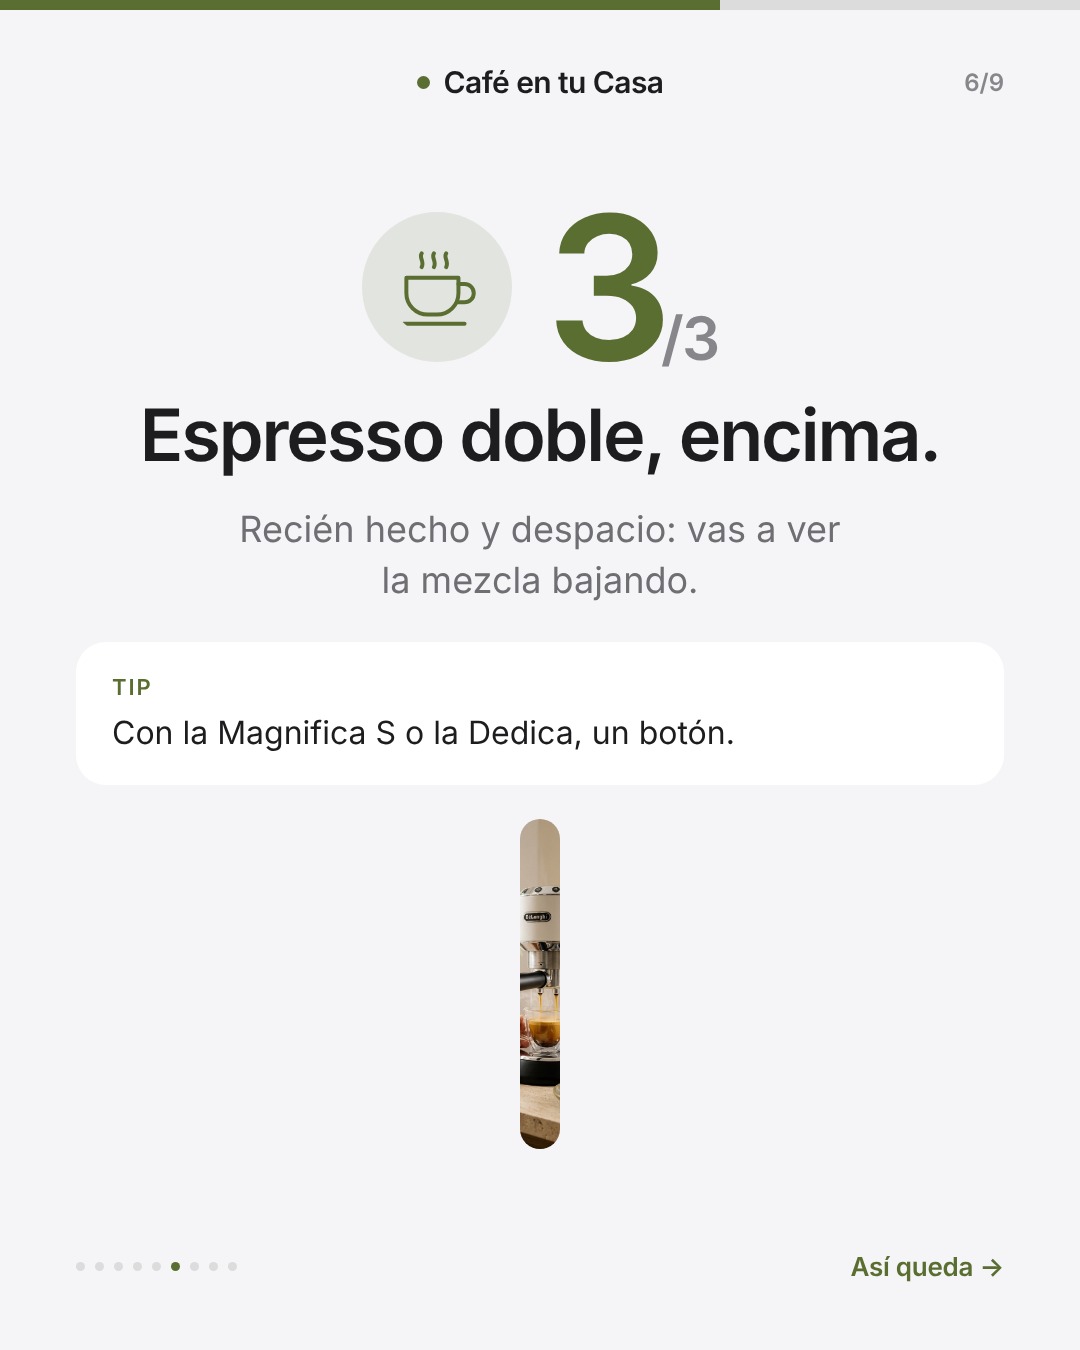 Café en tu Casa
6/9
3/3
Espresso doble, encima.
Recién hecho y despacio: vas a ver
la mezcla bajando.
TIP
Con la Magnifica S o la Dedica, un botón.
DeLonghi
Así queda →